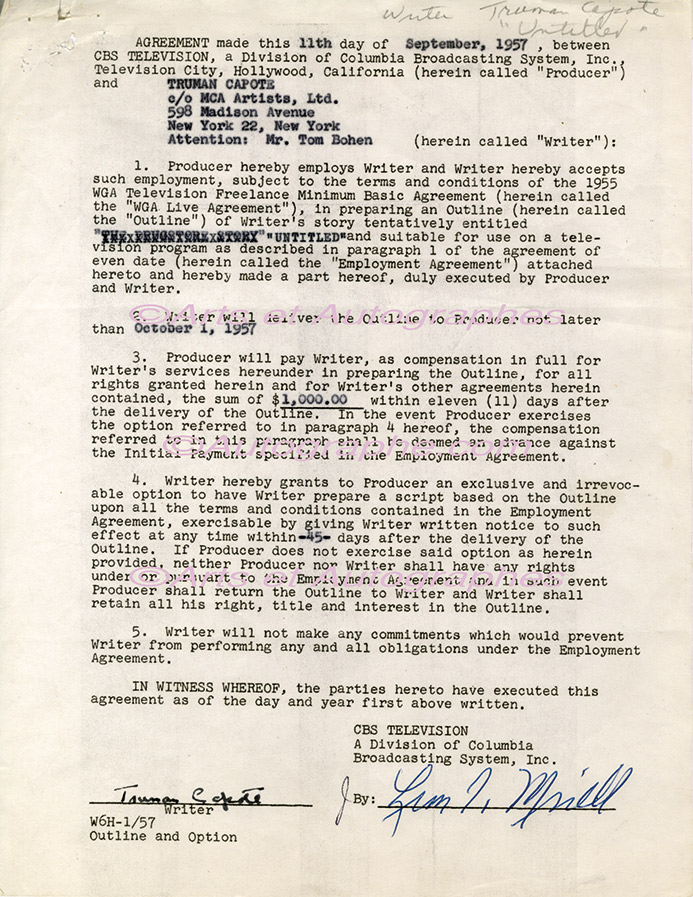 Writer Truman Capote
"Untitled"
AGREEMENT made this 11th day of September, 1957 , between
CBS TELEVISION, a Division of Columbia Broadcasting System, Inc.,
Television City, Hollywood, California (herein called "Producer")
and TRUMAN CAPOTE
c/o MCA Artists, Ltd.
598 Madison Avenue
New York 22, New York
Attention: Mr. Tom Bohen (herein called "Writer"):
1. Producer hereby employs Writer and Writer hereby accepts
such employment, subject to the terms and conditions of the 1955
WGA Television Freelance Minimum Basic Agreement (herein called
the "WGA Live Agreement"), in preparing an Outline (herein called
the "Outline") of Writer's story tentatively entitled
"UNTITLED" and suitable for use on a tele-
vision program as described in paragraph 1 of the agreement of
even date (herein called the "Employment Agreement") attached
hereto and hereby made a part hereof, duly executed by Producer
and Writer.
©Arts et Autographes
2. Writer will deliver the Outline to Producer not later
than October 1, 1957
3. Producer will pay Writer, as compensation in full for
Writer's services hereunder in preparing the Outline, for all
rights granted herein and for Writer's other agreements herein
contained, the sum of $1,000.00 within eleven (11) days after
the delivery of the Outline. In the event Producer exercises
the option referred to in paragraph 4 hereof, the compensation
referred to in this paragraph shall be deemed an advance against
©Autographe.com
the Initial Payment specified in the Employment Agreement.
4. Writer hereby grants to Producer an exclusive and irrevoc-
able option to have Writer prepare a script based on the Outline
upon all the terms and conditions contained in the Employment
Agreement, exercisable by giving Writer written notice to such
effect at any time within -45- days after the delivery of the
Outline. If Producer does not exercise said option as herein
provided, neither Producer nor Writer shall have any rights
under or pursuant to the Employment Agreement and in such event
©Arts et Autographes
Producer shall return the Outline to Writer and Writer shall
retain all his right, title and interest in the Outline.
5. Writer will not make any commitments which would prevent
Writer from performing any and all obligations under the Employment
Agreement.
IN WITNESS WHEREOF, the parties hereto have executed this
agreement as of the day and year first above written.
CBS TELEVISION
A Division of Columbia
Broadcasting System, Inc.
Truman Capote
Writer
By:
W6H-1/57
Outline and Option